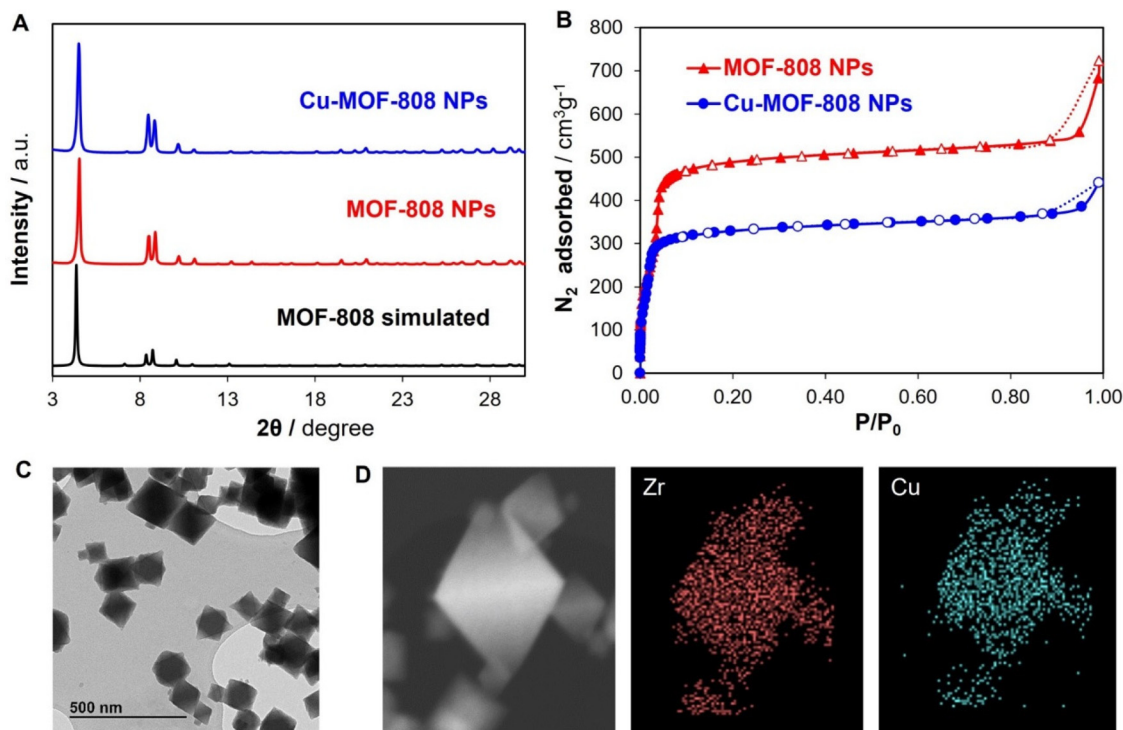 A
Cu-MOF-808 NPs
MOF-808 NPs
MOF-808 simulated
Intensity / a.u.
3 8 13 18 23 28
2θ / degree
B
800
700
600
500
400
300
200
100
0
MOF-808 NPs
Cu-MOF-808 NPs
N₂ adsorbed / cm³g⁻¹
0.00 0.20 0.40 0.60 0.80 1.00
P/P₀
C
500 nm
D
Zr
Cu